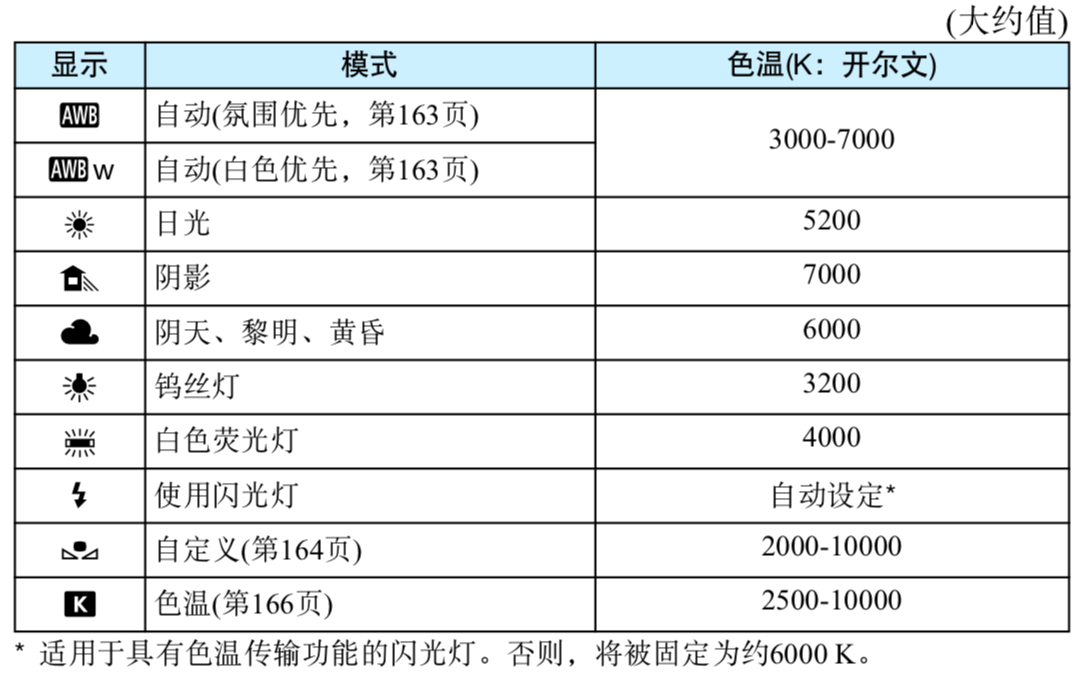 (大约值)
显示 模式 色温(K：开尔文)
AWB 自动(氛围优先，第163页) 3000-7000
AWB w 自动(白色优先，第163页)
日光 5200
阴影 7000
阴天、黎明、黄昏 6000
钨丝灯 3200
白色荧光灯 4000
使用闪光灯 自动设定*
自定义(第164页) 2000-10000
K 色温(第166页) 2500-10000
* 适用于具有色温传输功能的闪光灯。否则，将被固定为约6000 K。